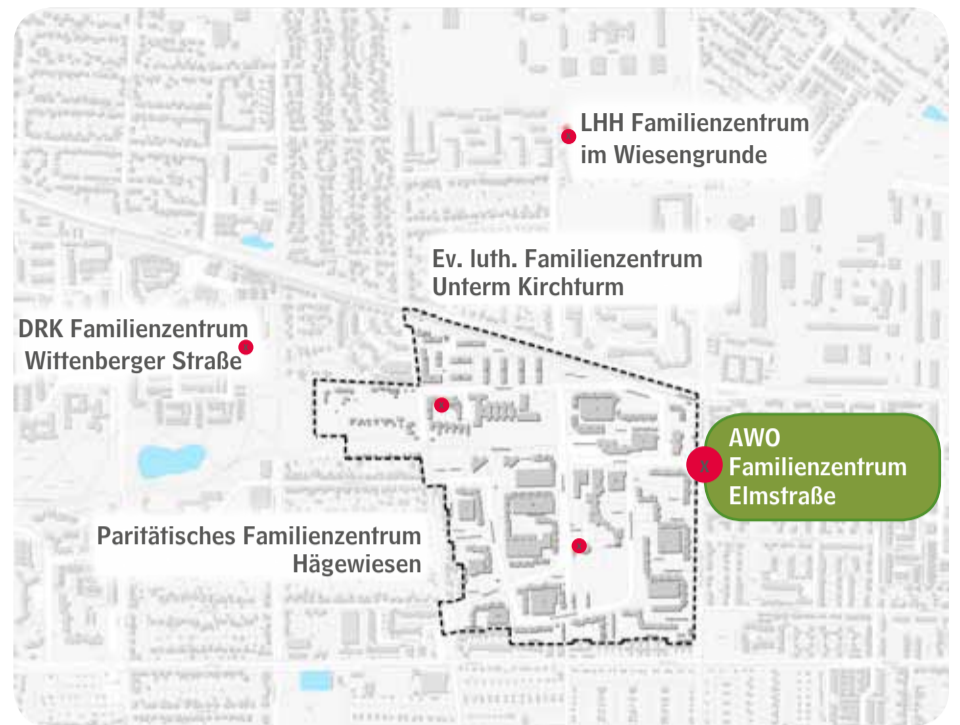 LHH Familienzentrum
im Wiesengrunde
Ev. luth. Familienzentrum
Unterm Kirchturm
DRK Familienzentrum
Wittenberger Straße
AWO
Familienzentrum
Elmstraße
Paritätisches Familienzentrum
Hägewiesen